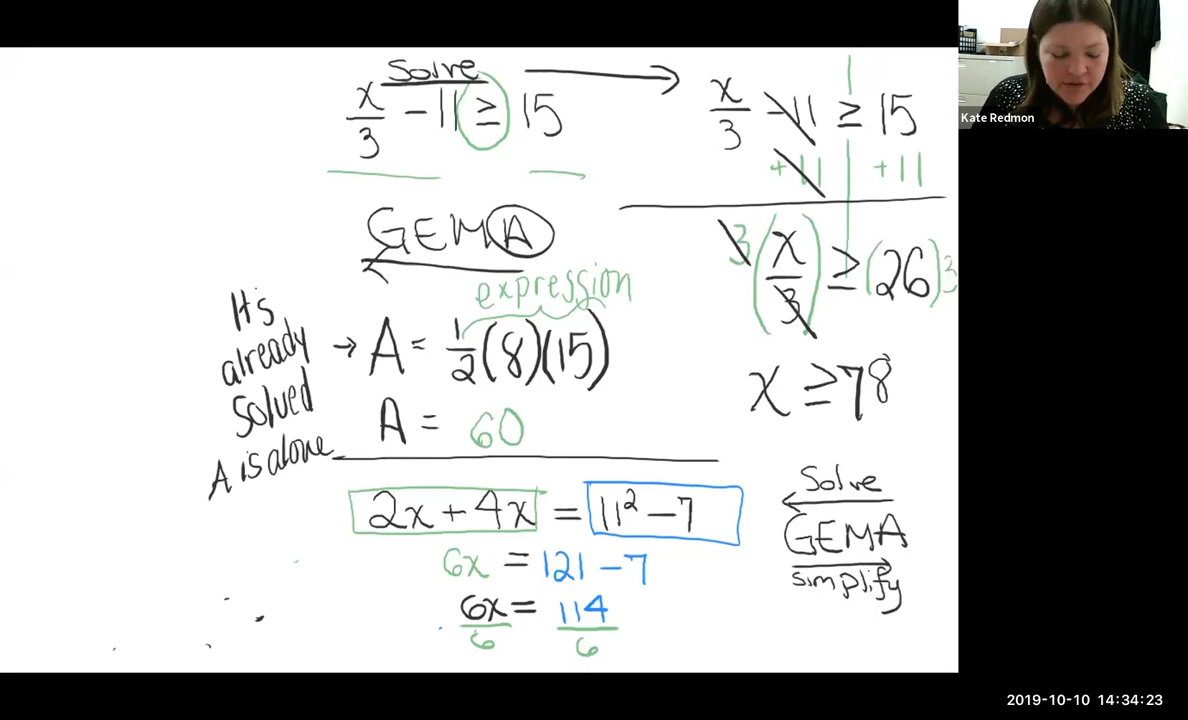 Solve
x/3 - 11 ≥ 15
GEMA
expression
It's
already
solved
A is alone
→ A = 1/2 (8)(15)
A = 60
2x + 4x = 11² - 7
6x = 121 - 7
6x = 114
6 6
x/3 - 11 ≥ 15
+11 +11
3(x/3) ≥ (26)3
x ≥ 78
Solve
GEMA
simplify
Kate Redmon
2019-10-10 14:34:23